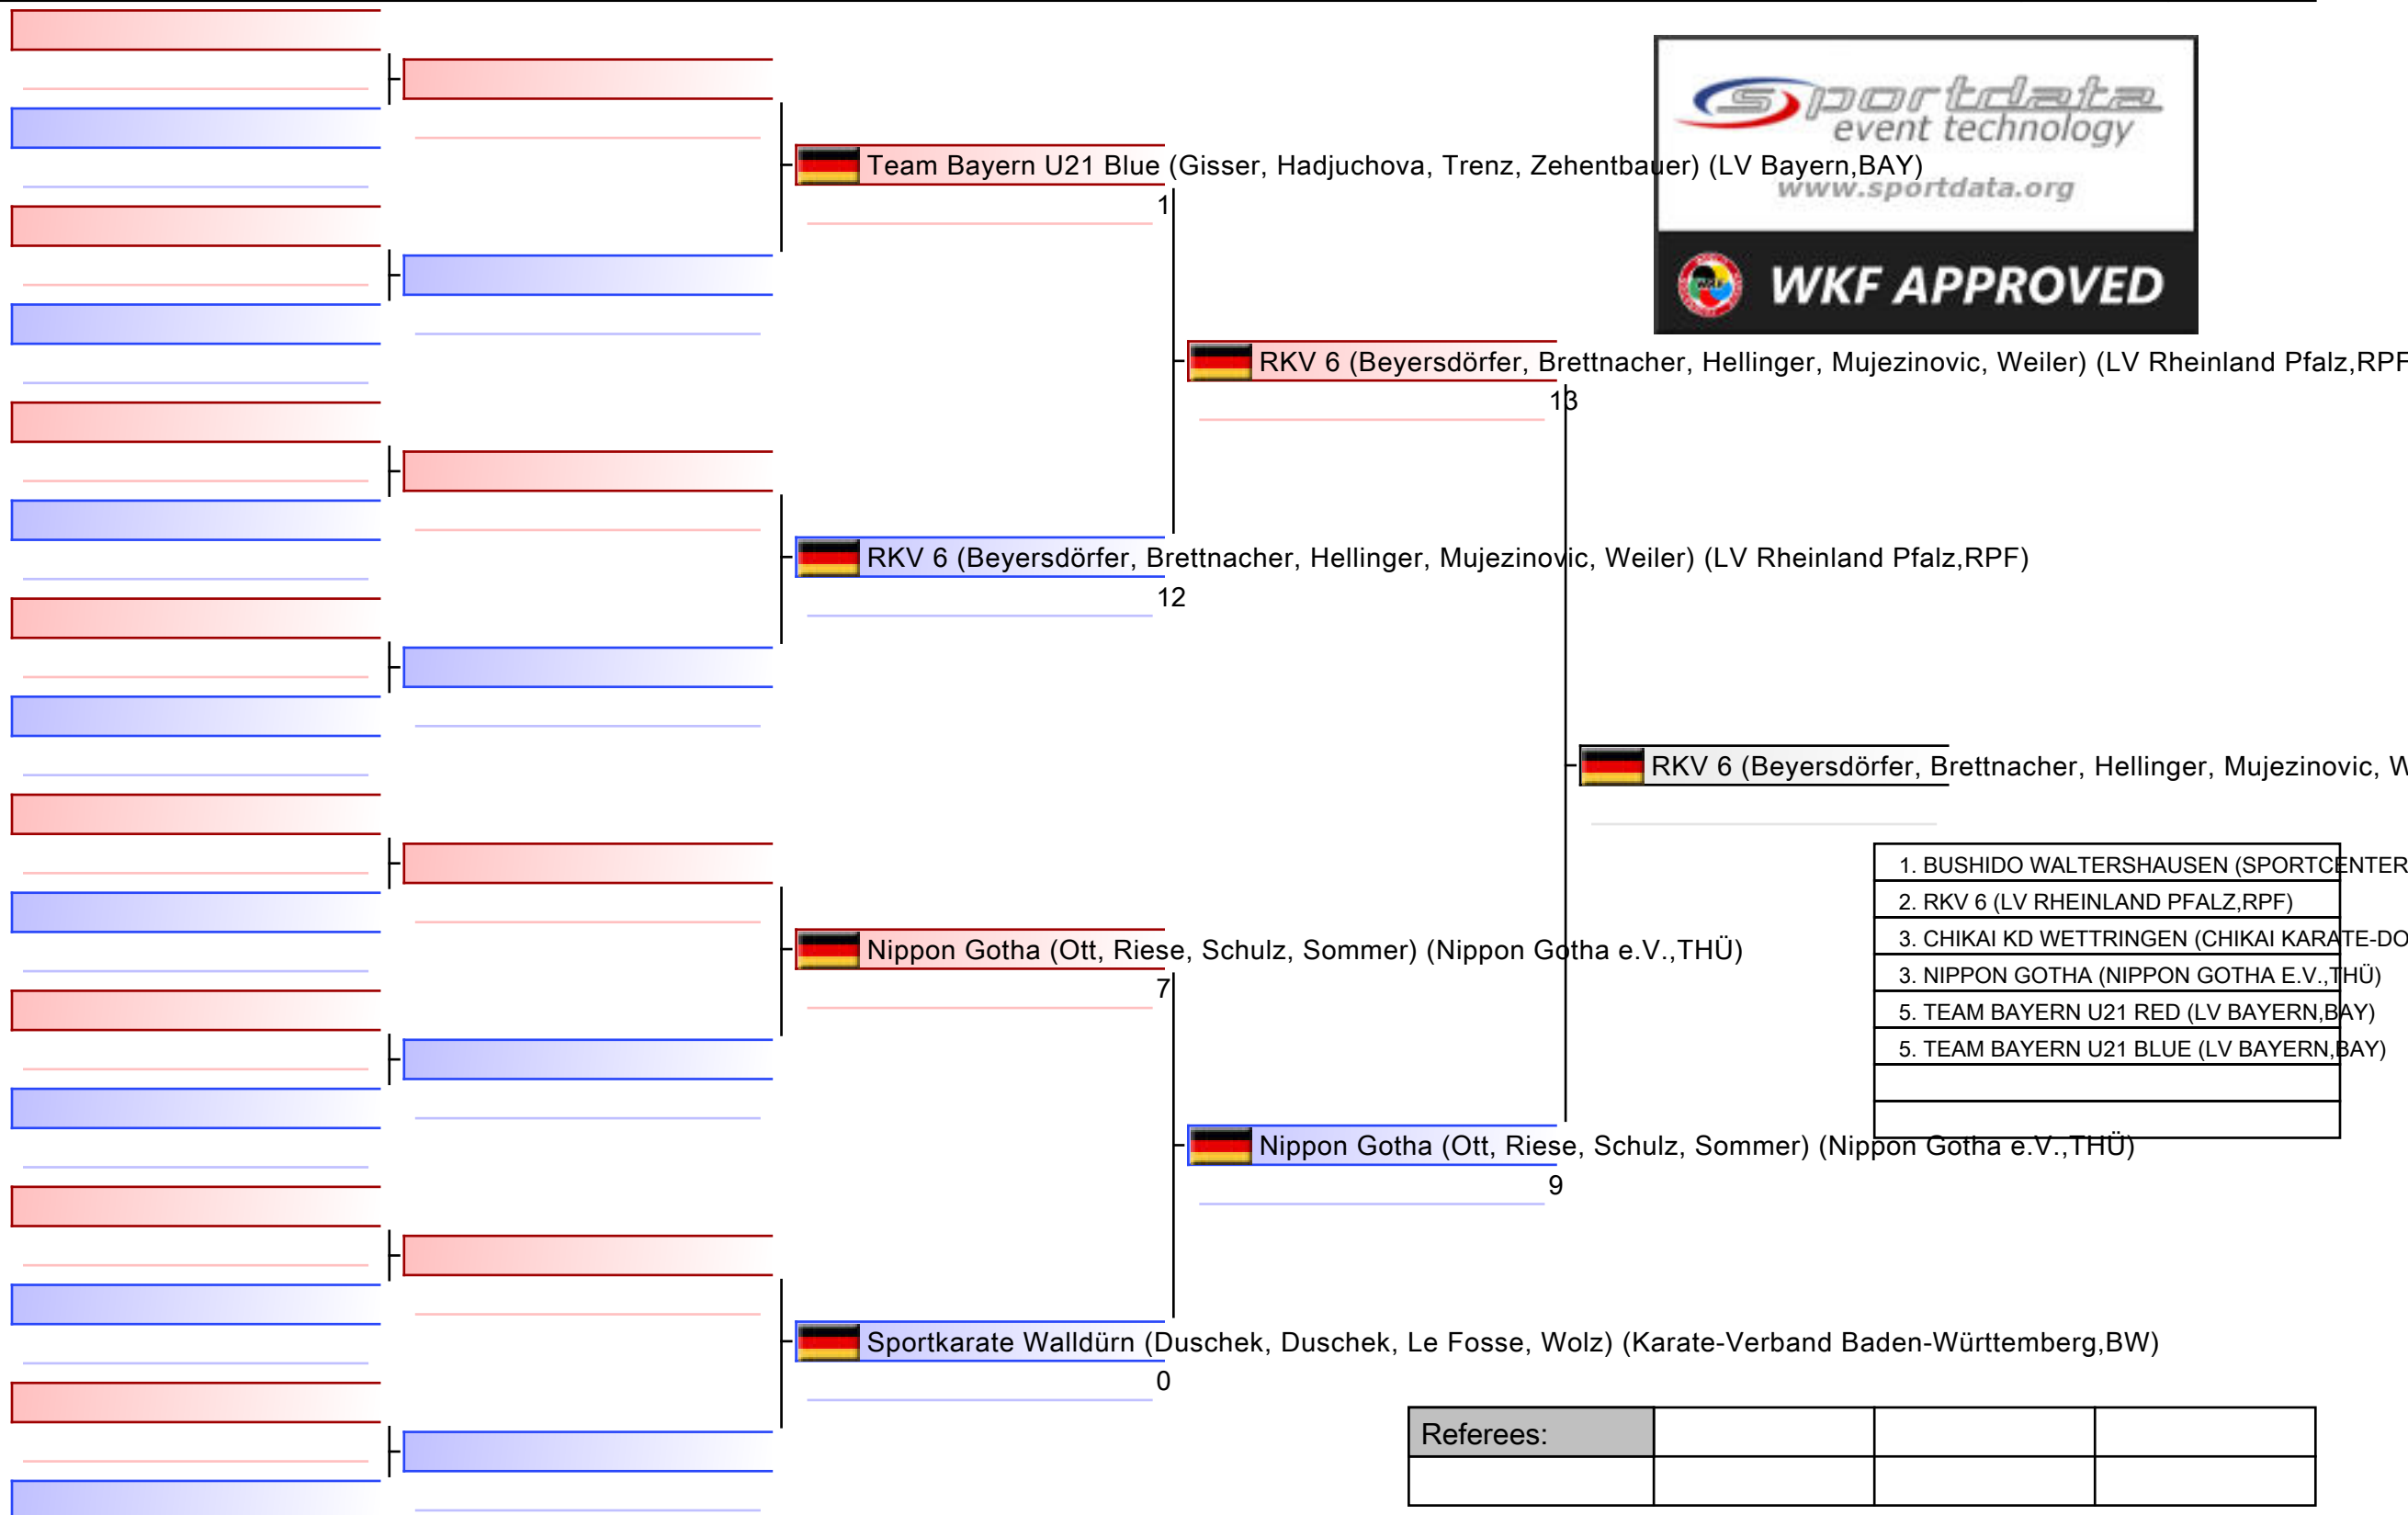 sportdata
event technology
www.sportdata.org
WKF APPROVED
Team Bayern U21 Blue (Gisser, Hadjuchova, Trenz, Zehentbauer) (LV Bayern,BAY)
1
RKV 6 (Beyersdörfer, Brettnacher, Hellinger, Mujezinovic, Weiler) (LV Rheinland Pfalz,RPF
13
RKV 6 (Beyersdörfer, Brettnacher, Hellinger, Mujezinovic, Weiler) (LV Rheinland Pfalz,RPF)
12
RKV 6 (Beyersdörfer, Brettnacher, Hellinger, Mujezinovic, W
1. BUSHIDO WALTERSHAUSEN (SPORTCENTER
2. RKV 6 (LV RHEINLAND PFALZ,RPF)
3. CHIKAI KD WETTRINGEN (CHIKAI KARATE-DO
3. NIPPON GOTHA (NIPPON GOTHA E.V.,THÜ)
5. TEAM BAYERN U21 RED (LV BAYERN,BAY)
5. TEAM BAYERN U21 BLUE (LV BAYERN,BAY)
Nippon Gotha (Ott, Riese, Schulz, Sommer) (Nippon Gotha e.V.,THÜ)
7
Nippon Gotha (Ott, Riese, Schulz, Sommer) (Nippon Gotha e.V.,THÜ)
9
Sportkarate Walldürn (Duschek, Duschek, Le Fosse, Wolz) (Karate-Verband Baden-Württemberg,BW)
0
Referees: